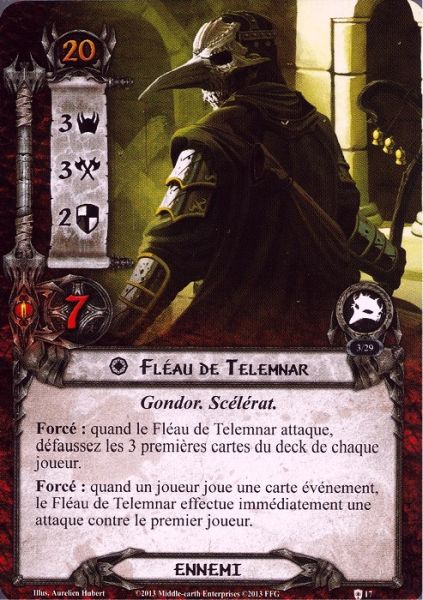 20
3
3
2
7
3/29
Fléau de Telemnar
Gondor. Scélérat.
Forcé : quand le Fléau de Telemnar attaque,
défaussez les 3 premières cartes du deck de chaque
joueur.
Forcé : quand un joueur joue une carte événement,
le Fléau de Telemnar effectue immédiatement une
attaque contre le premier joueur.
ENNEMI
Illus. Aurelien Hubert ©2013 Middle-earth Enterprises ©2013 FFG 17